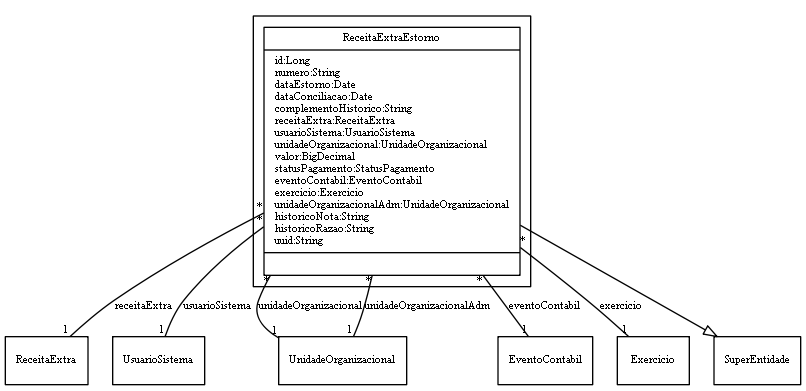 ReceitaExtraEstorno
id:Long
numero:String
dataEstorno:Date
dataConciliacao:Date
complementoHistorico:String
receitaExtra:ReceitaExtra
usuarioSistema:UsuarioSistema
unidadeOrganizacional:UnidadeOrganizacional
valor:BigDecimal
statusPagamento:StatusPagamento
eventoContabil:EventoContabil
exercicio:Exercicio
unidadeOrganizacionalAdm:UnidadeOrganizacional
historicoNota:String
historicoRazao:String
uuid:String
*
*
*
*
*
*
receitaExtra
usuarioSistema
unidadeOrganizacional
unidadeOrganizacionalAdm
eventoContabil
exercicio
1
1
1
1
1
1
ReceitaExtra
UsuarioSistema
UnidadeOrganizacional
EventoContabil
Exercicio
SuperEntidade